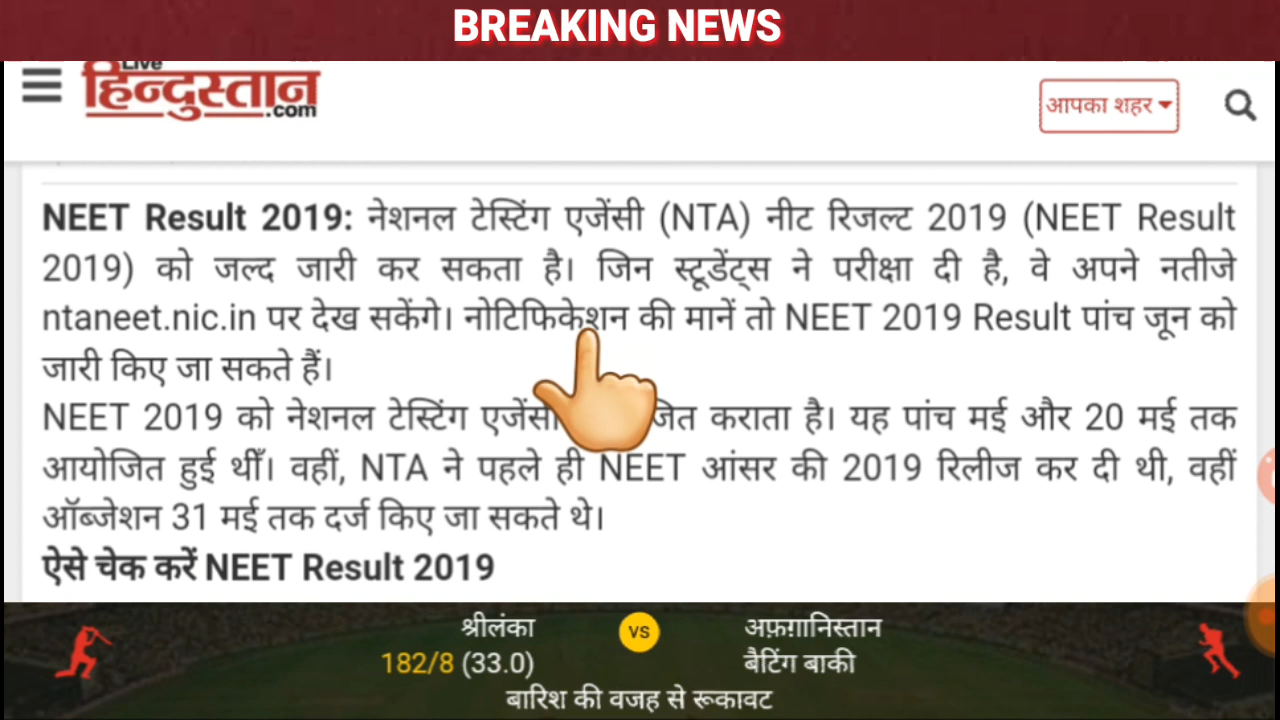 BREAKING NEWS
Live
हिन्दुस्तान
.com
आपका शहर
NEET Result 2019: नेशनल टेस्टिंग एजेंसी (NTA) नीट रिजल्ट 2019 (NEET Result
2019) को जल्द जारी कर सकता है। जिन स्टूडेंट्स ने परीक्षा दी है, वे अपने नतीजे
ntaneet.nic.in पर देख सकेंगे। नोटिफिकेशन की मानें तो NEET 2019 Result पांच जून को
जारी किए जा सकते हैं।
NEET 2019 को नेशनल टेस्टिंग एजेंसी जित कराता है। यह पांच मई और 20 मई तक
आयोजित हुई थीं। वहीं, NTA ने पहले ही NEET आंसर की 2019 रिलीज कर दी थी, वहीं
ऑब्जेशन 31 मई तक दर्ज किए जा सकते थे।
ऐसे चेक करें NEET Result 2019
श्रीलंका VS अफ़ग़ानिस्तान
182/8 (33.0) बैटिंग बाकी
बारिश की वजह से रूकावट